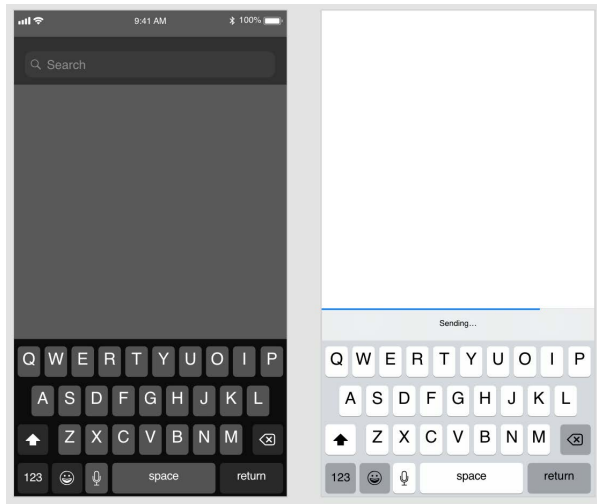 9:41 AM
100%
Search
Q W E R T Y U O I P
A S D F G H J K L
Z X C V B N M
123 space return
Sending...
Q W E R T Y U O I P
A S D F G H J K L
Z X C V B N M
123 space return